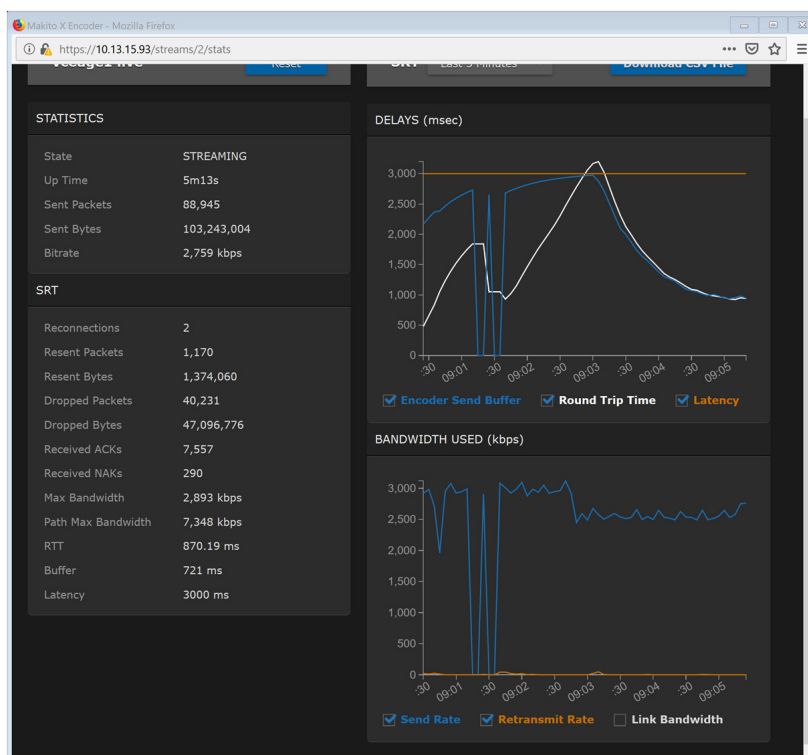 Makito X Encoder - Mozilla Firefox
https://10.13.15.93/streams/2/stats
Reset
SRT Last 5 Minutes
Download CSV File
STATISTICS
State STREAMING
Up Time 5m13s
Sent Packets 88,945
Sent Bytes 103,243,004
Bitrate 2,759 kbps
SRT
Reconnections 2
Resent Packets 1,170
Resent Bytes 1,374,060
Dropped Packets 40,231
Dropped Bytes 47,096,776
Received ACKs 7,557
Received NAKs 290
Max Bandwidth 2,893 kbps
Path Max Bandwidth 7,348 kbps
RTT 870.19 ms
Buffer 721 ms
Latency 3000 ms
DELAYS (msec)
3,000
2,500
2,000
1,500
1,000
500
0
:30 09:01 :30 09:02 :30 09:03 :30 09:04 :30 09:05
Encoder Send Buffer Round Trip Time Latency
BANDWIDTH USED (kbps)
3,000
2,500
2,000
1,500
1,000
500
0
:30 09:01 :30 09:02 :30 09:03 :30 09:04 :30 09:05
Send Rate Retransmit Rate Link Bandwidth